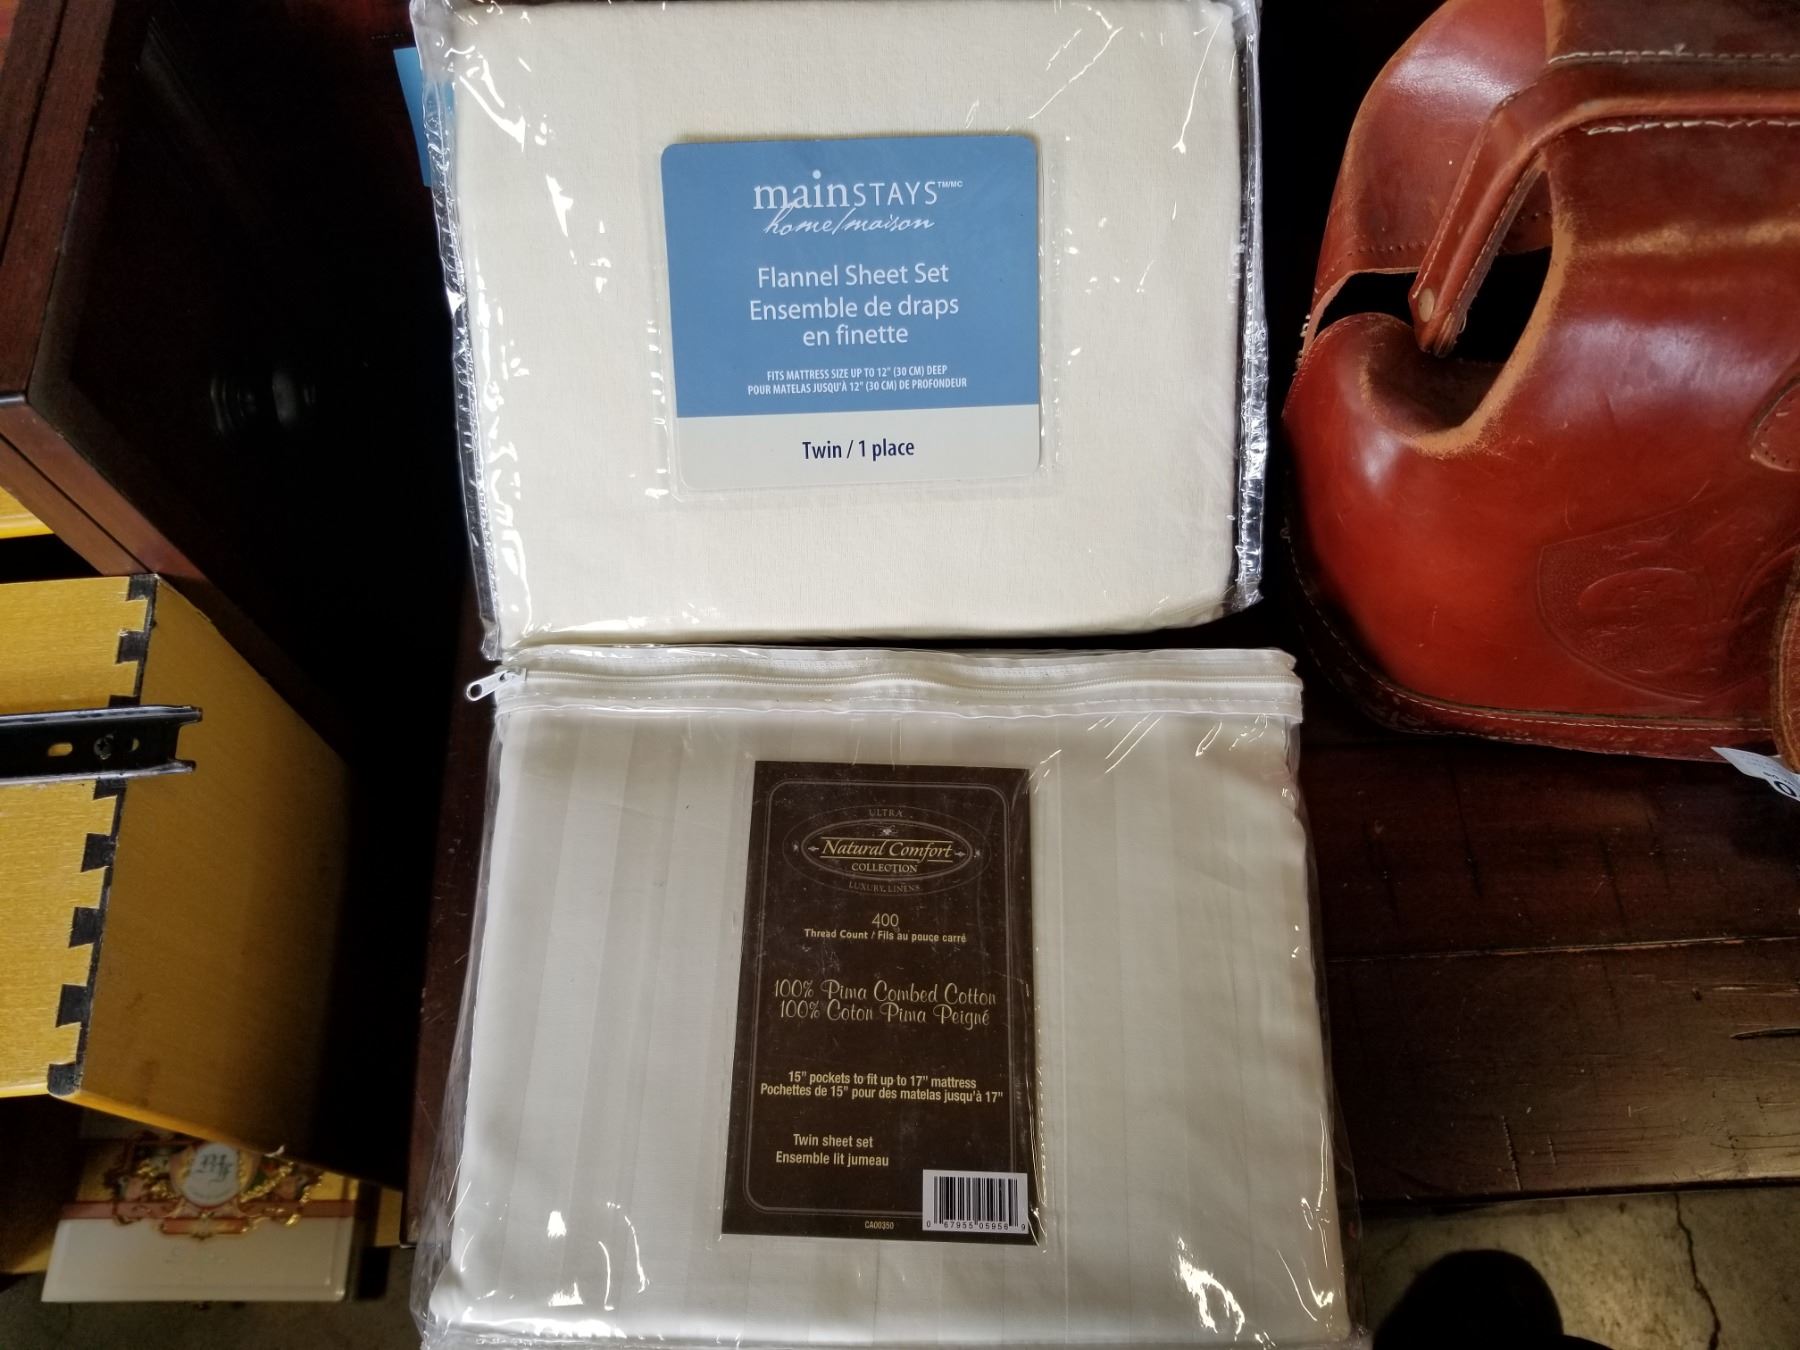 mainSTAYS TM/MC
home/maison
Flannel Sheet Set
Ensemble de draps
en finette
FITS MATTRESS SIZE UP TO 12" (30 CM) DEEP
POUR MATELAS JUSQU'À 12" (30 CM) DE PROFONDEUR
Twin / 1 place
ULTRA
Natural Comfort
COLLECTION
LUXURY LINENS
400
Thread Count / Fils au pouce carré
100% Pima Combed Cotton
100% Coton Pima Peigné
15" pockets to fit up to 17" mattress
Pochettes de 15" pour des matelas jusqu'à 17"
Twin sheet set
Ensemble lit jumeau
CA00350
0 67955 05956 9